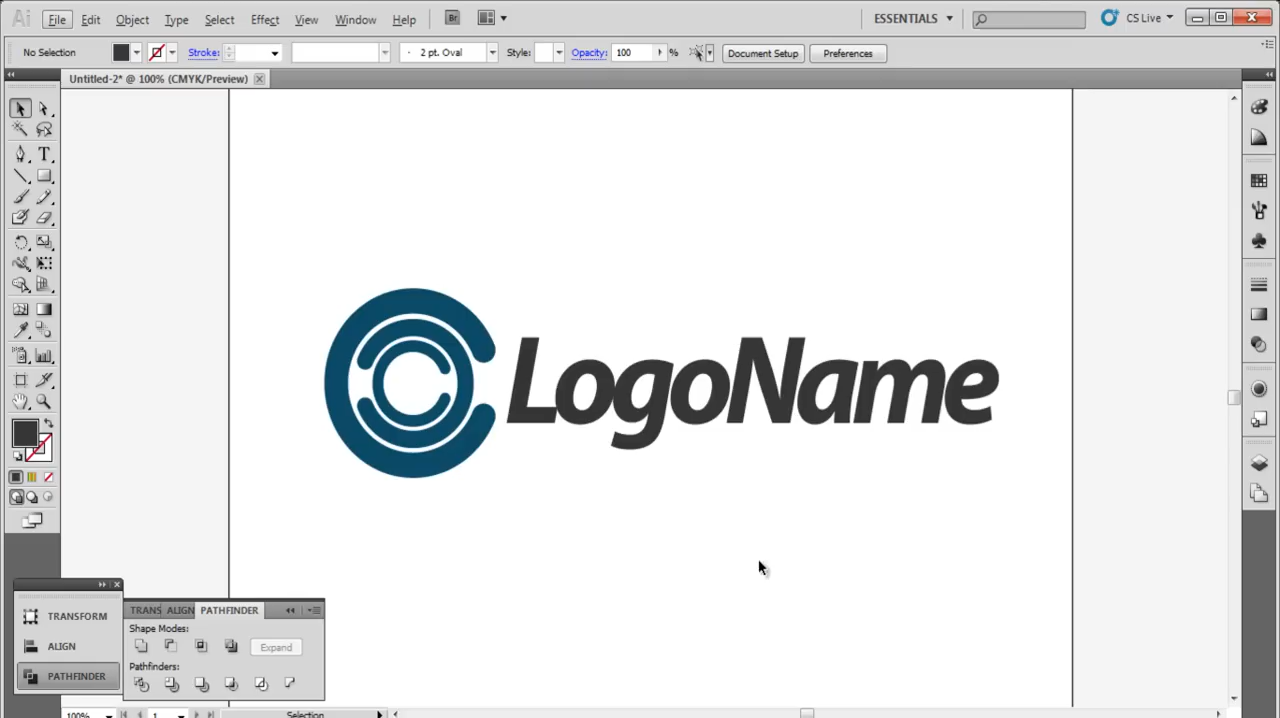 Ai File Edit Object Type Select Effect View Window Help Br ESSENTIALS CS Live
No Selection Stroke: 2 pt. Oval Style: Opacity: 100 % Document Setup Preferences
Untitled-2* @ 100% (CMYK/Preview)
T
LogoName
TRANSFORM
ALIGN
PATHFINDER
TRANS ALIGN PATHFINDER
Shape Modes:
Expand
Pathfinders:
100% 1 Selection